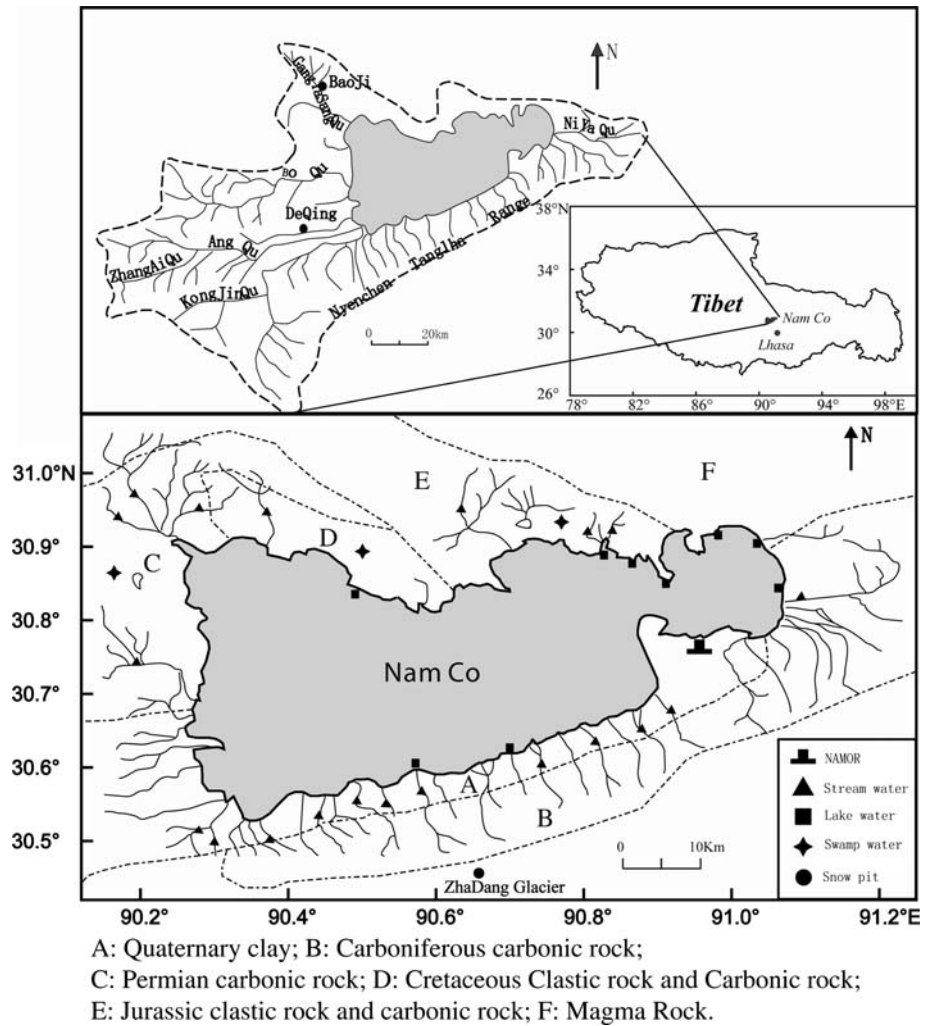 N
Gang-Ya Sang Qu
BaoJi
NiYa Qu
BO Qu
DeQing
Ang Qu
ZhangAiQu
KongJinQu
Nyenchen Tanglha Range
0 20km
38°N
34°
30°
26°
78° 82° 86° 90° 94° 98°E
Tibet
Nam Co
Lhasa
31.0°N
30.9°
30.8°
30.7°
30.6°
30.5°
N
E
F
D
C
Nam Co
A
B
ZhaDang Glacier
0 10Km
NAMOR
Stream water
Lake water
Swamp water
Snow pit
90.2° 90.4° 90.6° 90.8° 91.0° 91.2°E
A: Quaternary clay; B: Carboniferous carbonic rock;
C: Permian carbonic rock; D: Cretaceous Clastic rock and Carbonic rock;
E: Jurassic clastic rock and carbonic rock; F: Magma Rock.